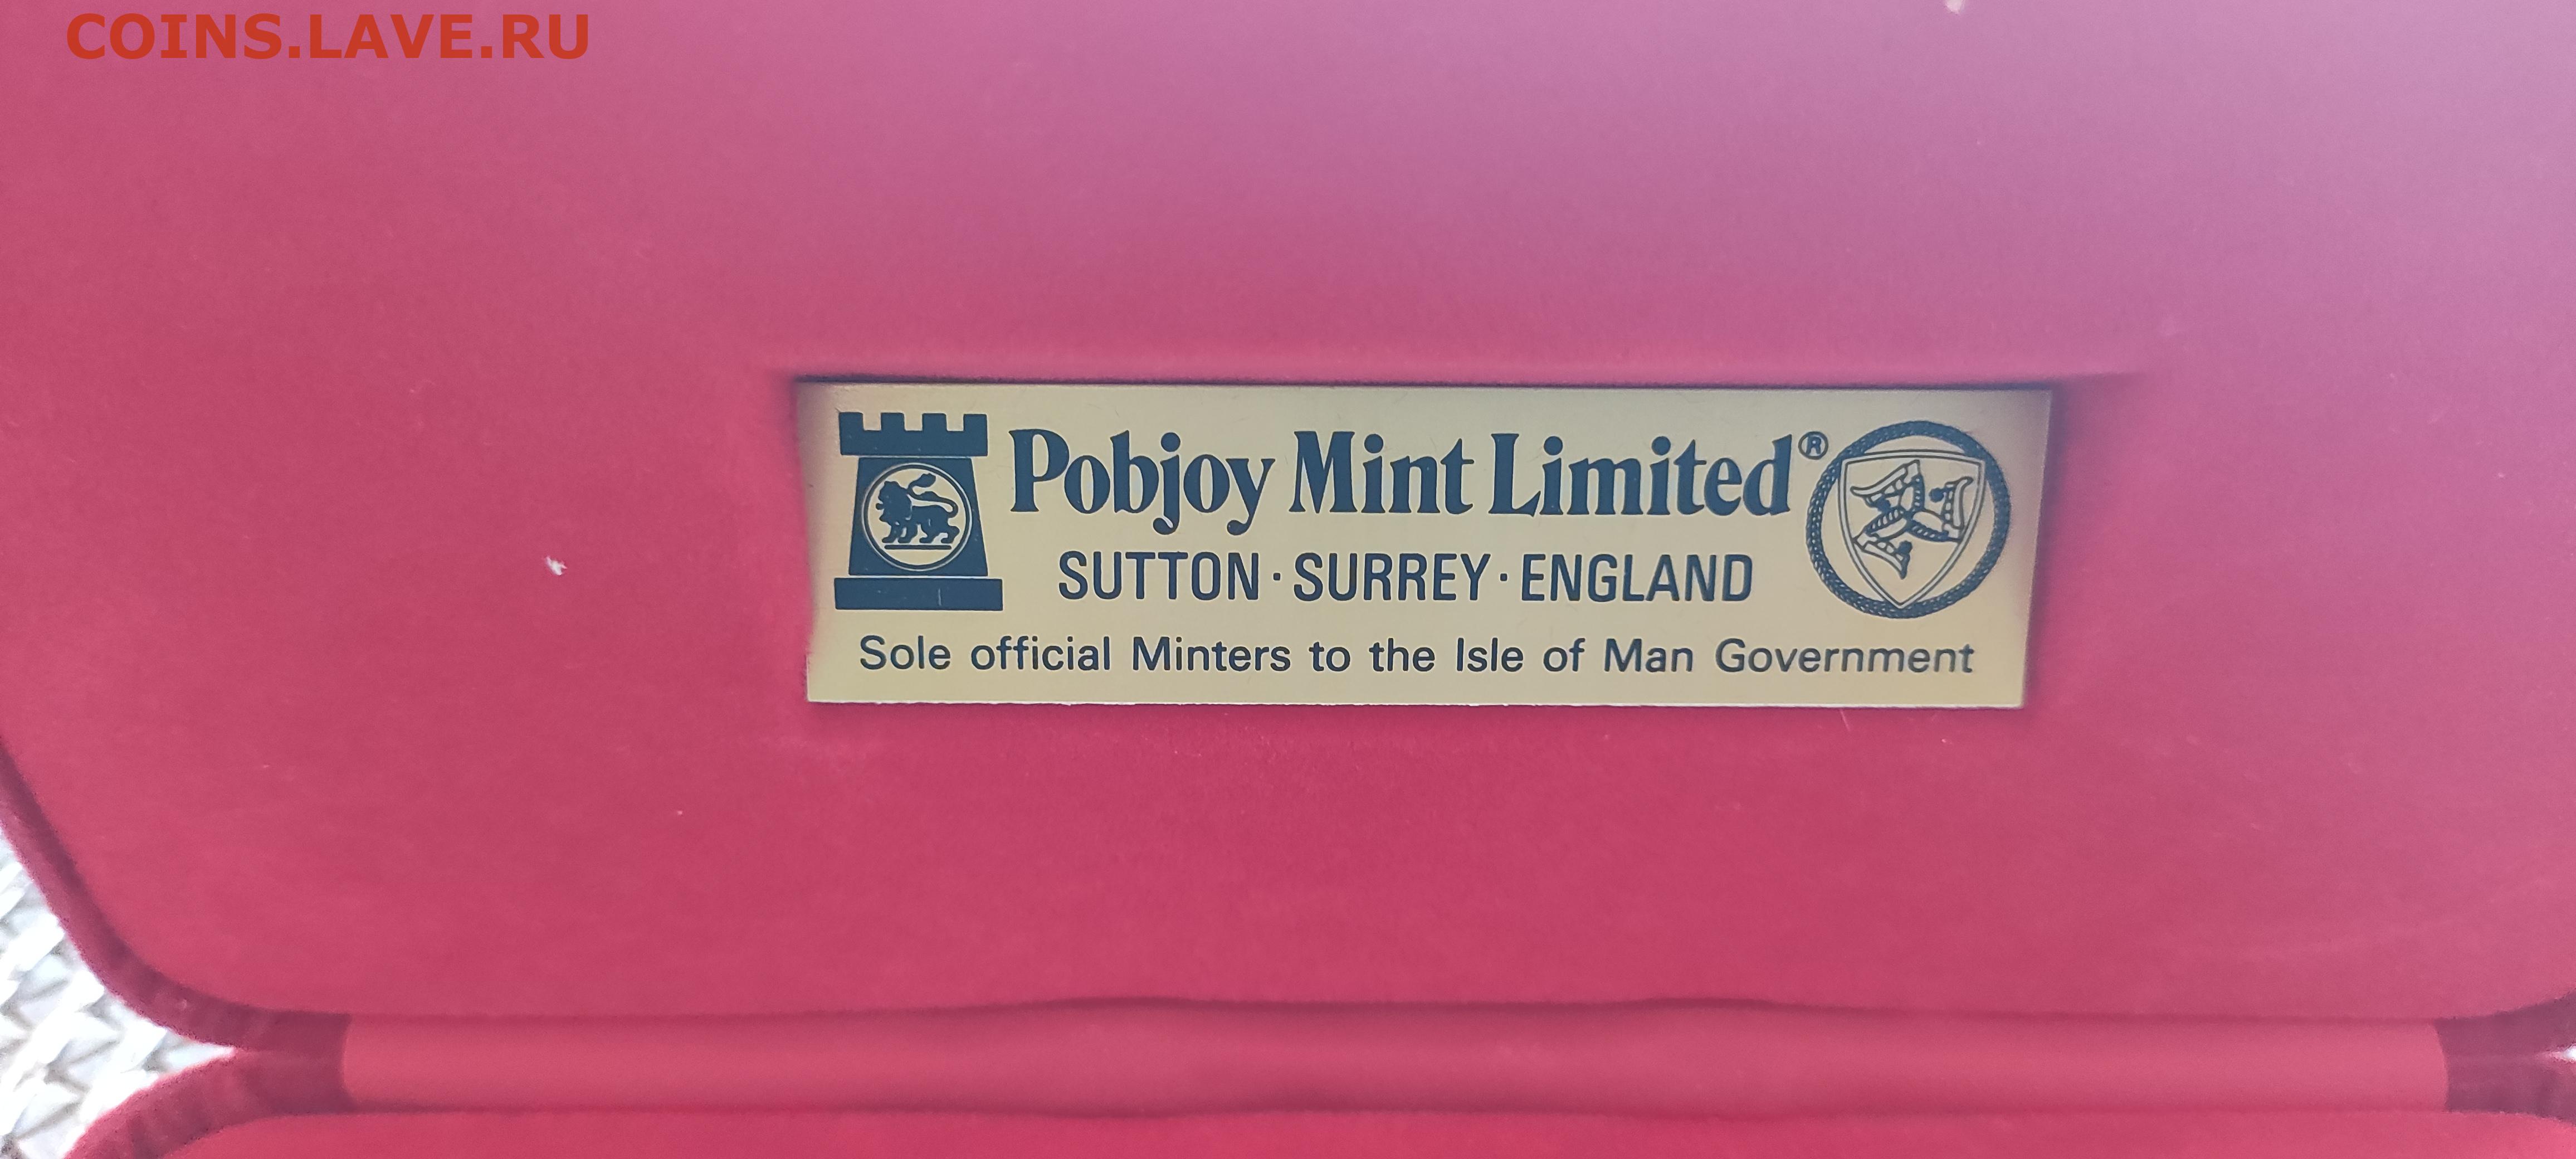 COINS.LAVE.RU
Pobjoy Mint Limited®
SUTTON · SURREY · ENGLAND
Sole official Minters to the Isle of Man Government